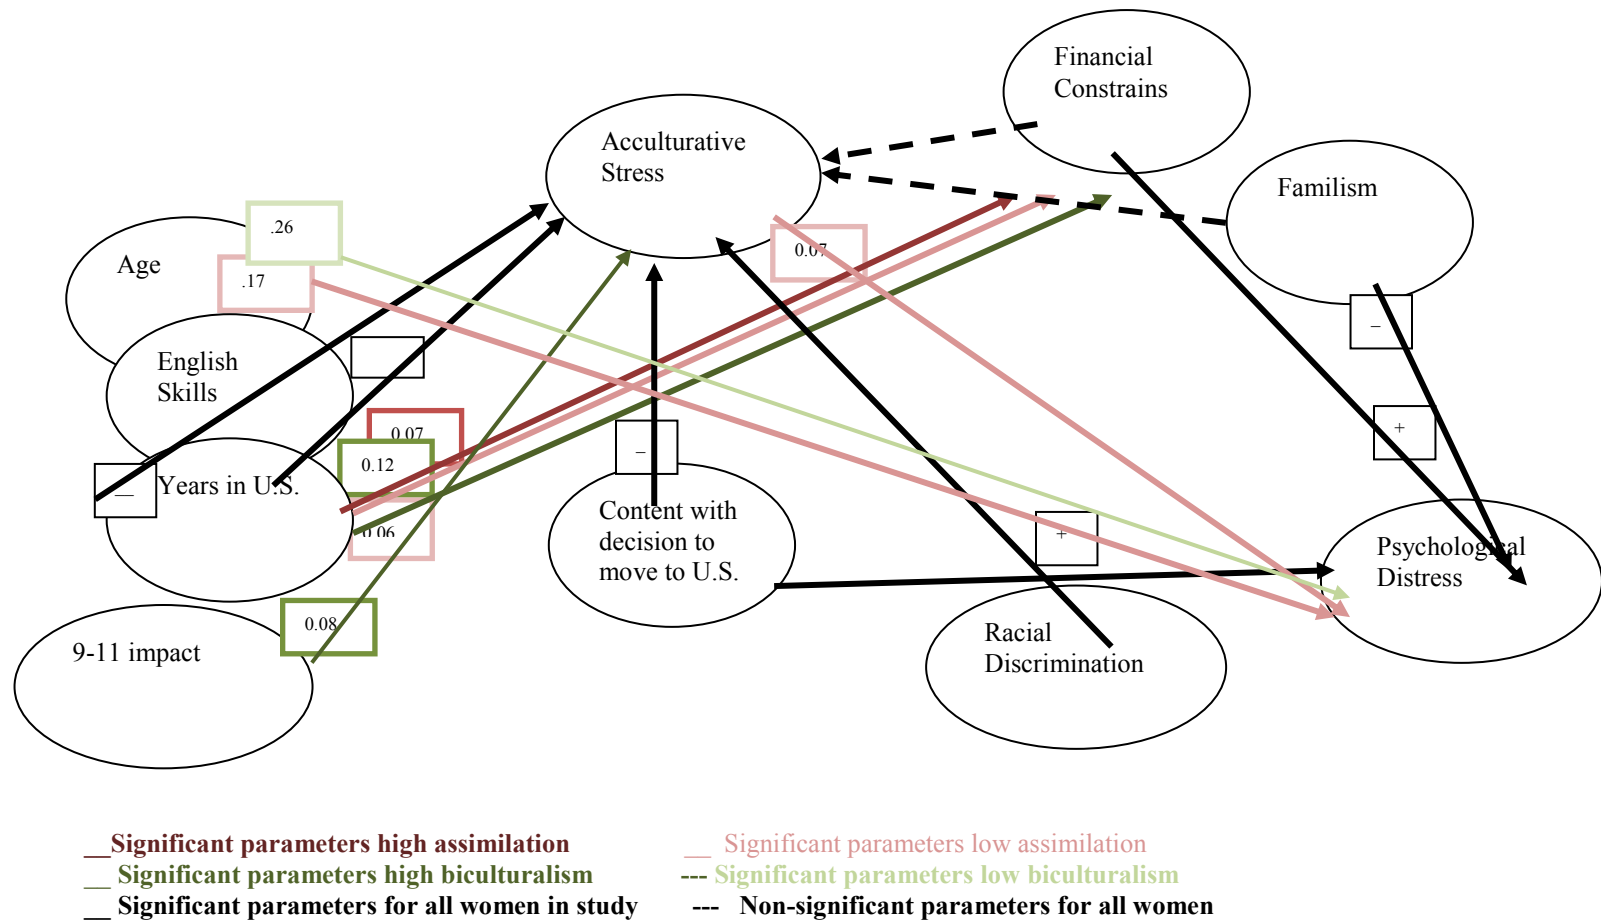 Financial
Constrains
Acculturative
Stress
Familism
.26
Age
.17
0.07
–
English
Skills
0.07
+
0.12
–
__
Years in U.S.
0.06
Content with
decision to
move to U.S.
+
Psychological
Distress
0.08
9-11 impact
Racial
Discrimination
__Significant parameters high assimilation
__ Significant parameters low assimilation
__ Significant parameters high biculturalism
--- Significant parameters low biculturalism
__ Significant parameters for all women in study
--- Non-significant parameters for all women